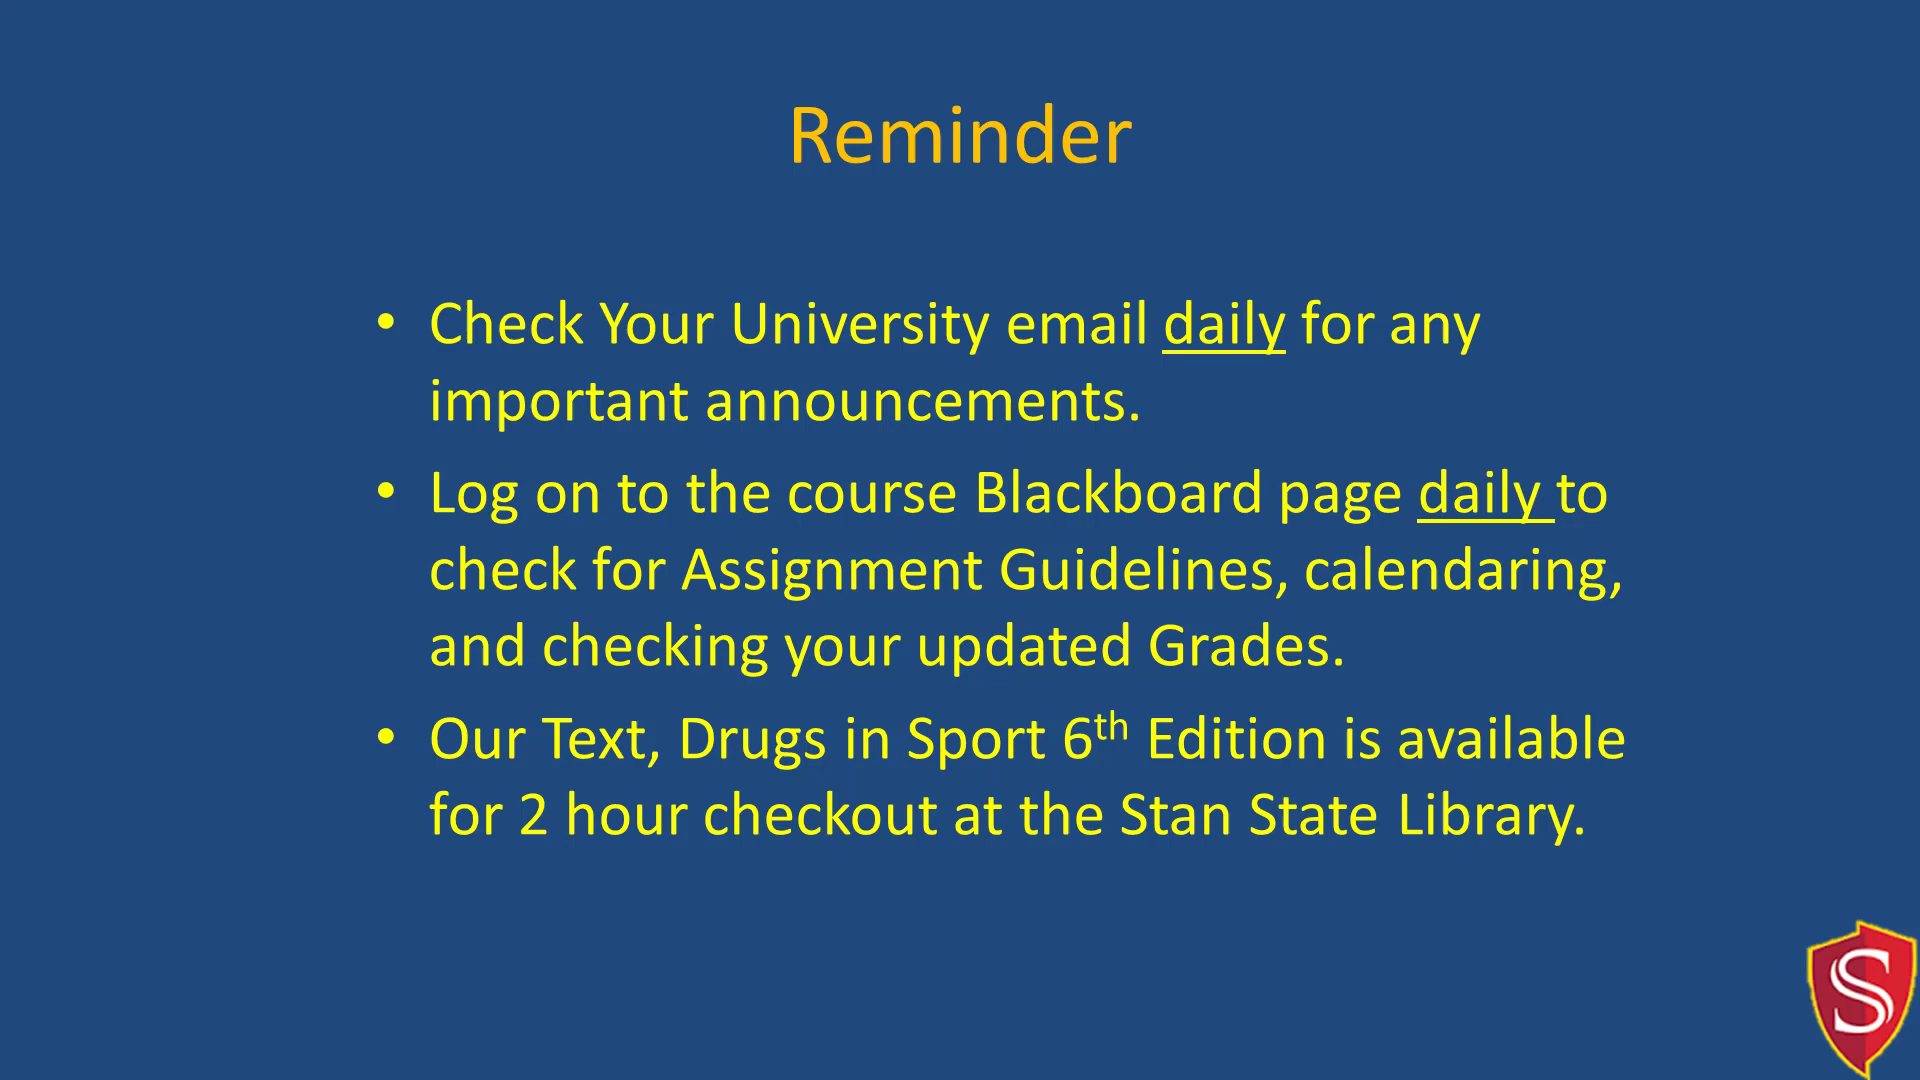 Reminder
• Check Your University email daily for any
important announcements.
• Log on to the course Blackboard page daily to
check for Assignment Guidelines, calendaring,
and checking your updated Grades.
• Our Text, Drugs in Sport 6th Edition is available
for 2 hour checkout at the Stan State Library.
S